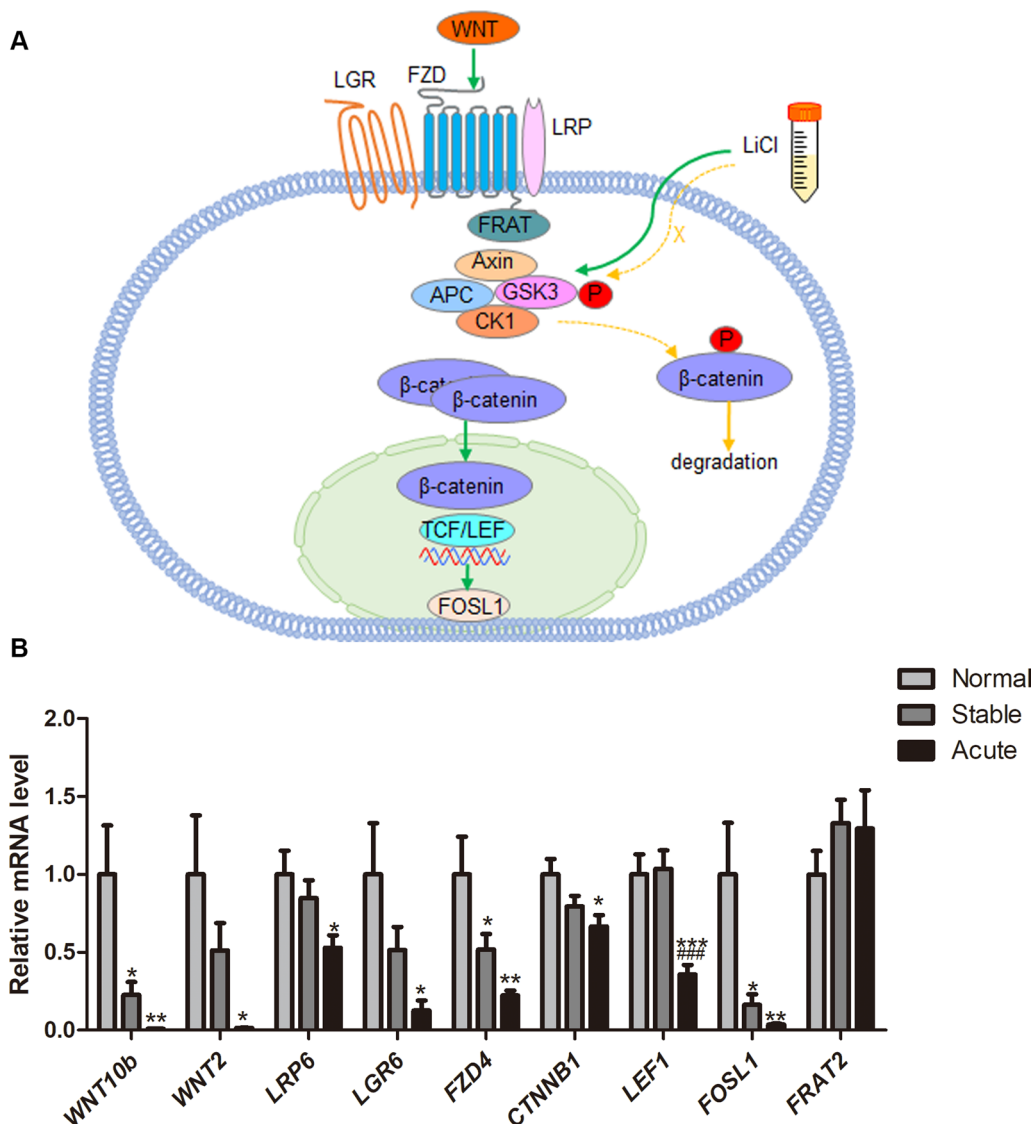 A
WNT
LGR
FZD
LRP
LiCl
FRAT
X
Axin
APC
GSK3
P
CK1
P
β-catenin
β-catenin
β-catenin
degradation
β-catenin
TCF/LEF
FOSL1
B
Normal
Stable
Acute
Relative mRNA level
2.0
1.5
1.0
0.5
0.0
*
**
*
*
*
*
**
*
***
###
*
**
WNT10b
WNT2
LRP6
LGR6
FZD4
CTNNB1
LEF1
FOSL1
FRAT2